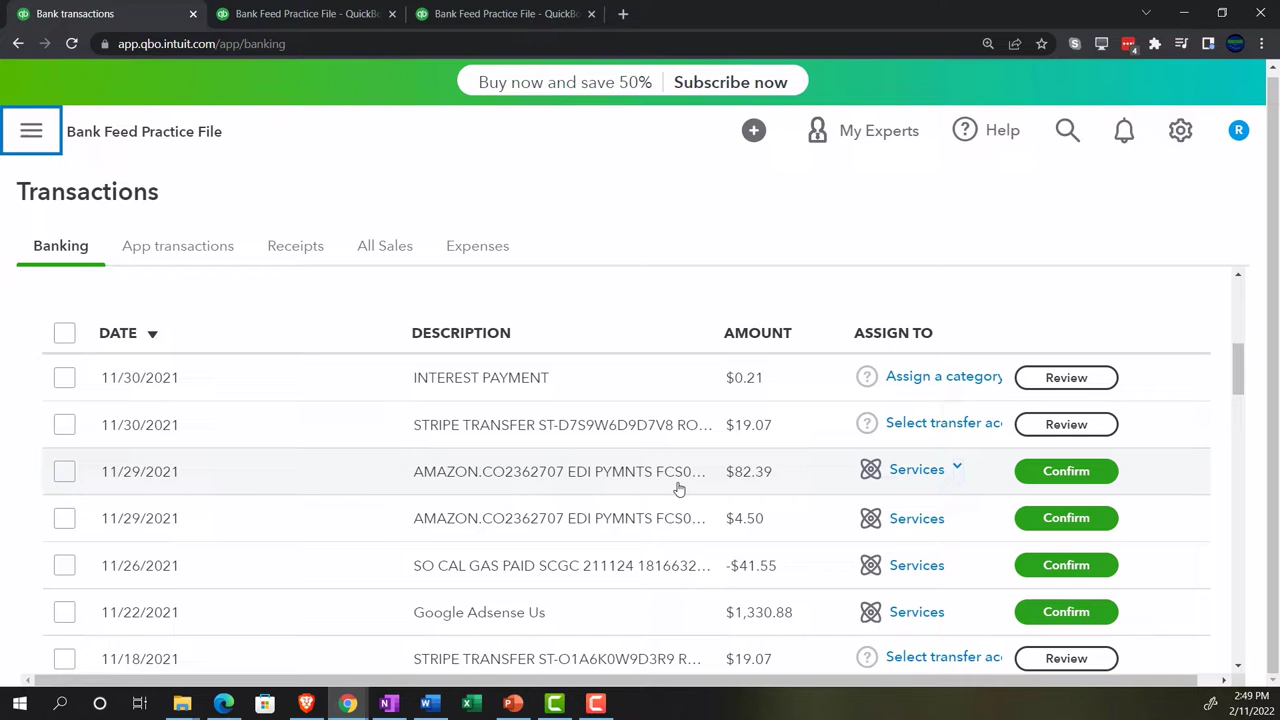 Bank transactions
Bank Feed Practice File - QuickBo
Bank Feed Practice File - QuickBo
app.qbo.intuit.com/app/banking
4
Buy now and save 50% Subscribe now
Bank Feed Practice File
My Experts
Help
R
Transactions
Banking App transactions Receipts All Sales Expenses
DATE DESCRIPTION AMOUNT ASSIGN TO
11/30/2021 INTEREST PAYMENT $0.21 ? Assign a category Review
11/30/2021 STRIPE TRANSFER ST-D7S9W6D9D7V8 RO... $19.07 ? Select transfer acc Review
11/29/2021 AMAZON.CO2362707 EDI PYMNTS FCS0... $82.39 Services Confirm
11/29/2021 AMAZON.CO2362707 EDI PYMNTS FCS0... $4.50 Services Confirm
11/26/2021 SO CAL GAS PAID SCGC 211124 1816632... -$41.55 Services Confirm
11/22/2021 Google Adsense Us $1,330.88 Services Confirm
11/18/2021 STRIPE TRANSFER ST-O1A6K0W9D3R9 R... $19.07 ? Select transfer acc Review
2:49 PM
2/11/2022